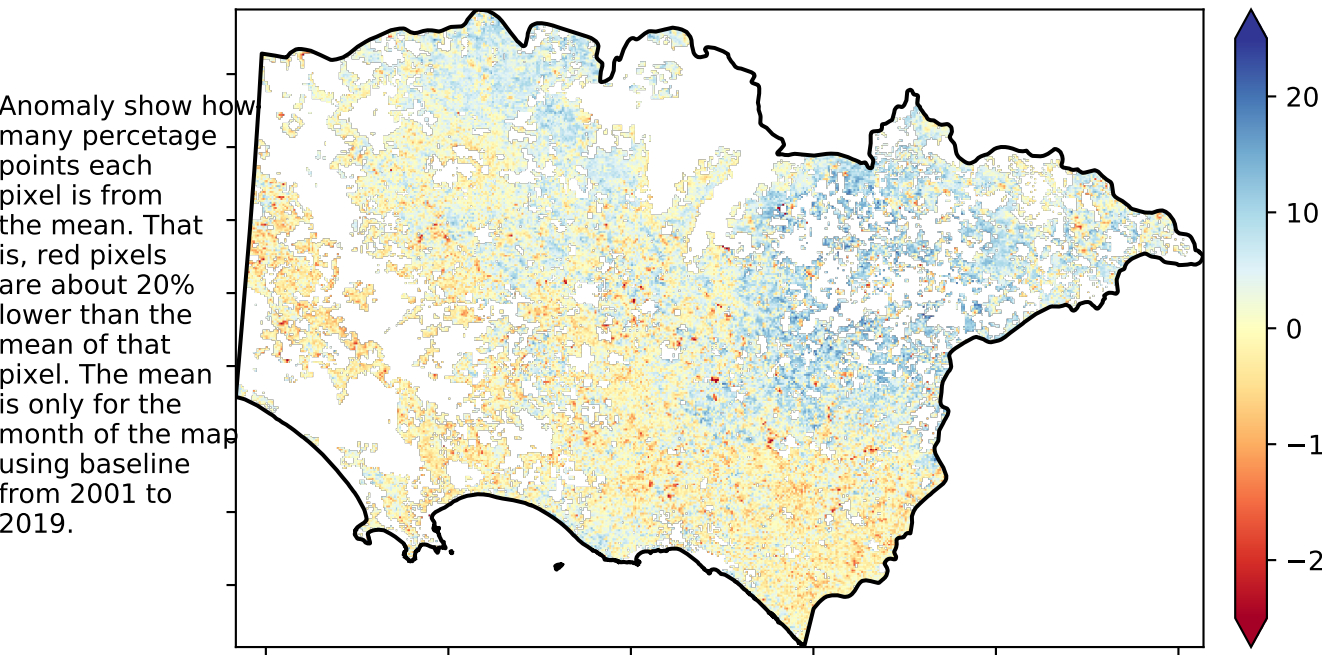 Anomaly show how
many percetage
points each
pixel is from
the mean. That
is, red pixels
are about 20%
lower than the
mean of that
pixel. The mean
is only for the
month of the map
using baseline
from 2001 to
2019.
20
10
0
−1
−2